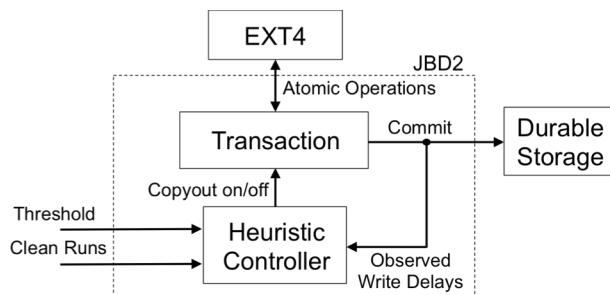 EXT4
JBD2
Atomic Operations
Transaction
Commit
Durable
Storage
Copyout on/off
Threshold
Clean Runs
Heuristic
Controller
Observed
Write Delays